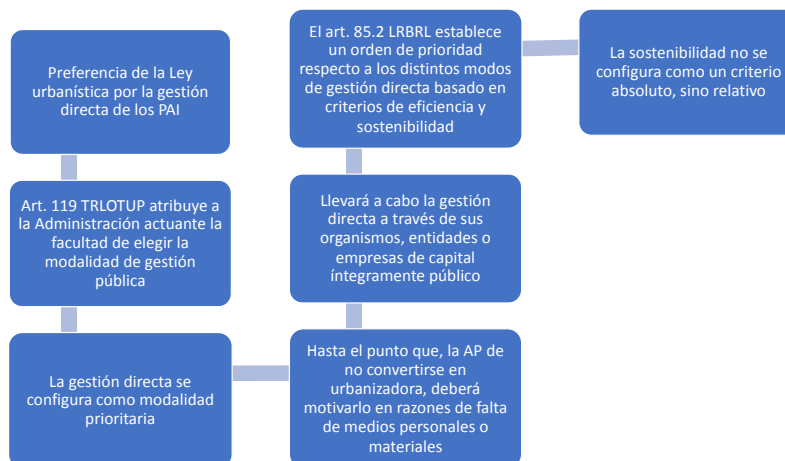 Preferencia de la Ley
urbanística por la gestión
directa de los PAI
Art. 119 TRLOTUP atribuye a
la Administración actuante la
facultad de elegir la
modalidad de gestión
pública
La gestión directa se
configura como modalidad
prioritaria
Hasta el punto que, la AP de
no convertirse en
urbanizadora, deberá
motivarlo en razones de falta
de medios personales o
materiales
Llevará a cabo la gestión
directa a través de sus
organismos, entidades o
empresas de capital
íntegramente público
El art. 85.2 LRBRL establece
un orden de prioridad
respecto a los distintos modos
de gestión directa basado en
criterios de eficiencia y
sostenibilidad
La sostenibilidad no se
configura como un criterio
absoluto, sino relativo